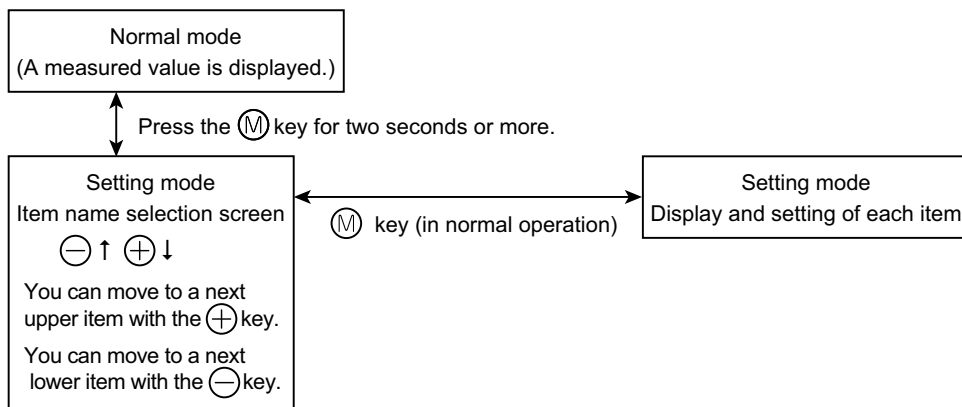 Normal mode
(A measured value is displayed.)
Press the Ⓜ key for two seconds or more.
Setting mode
Item name selection screen
⊖ ↑ ⊕ ↓
You can move to a next
upper item with the ⊕ key.
You can move to a next
lower item with the ⊖ key.
Ⓜ key (in normal operation)
Setting mode
Display and setting of each item